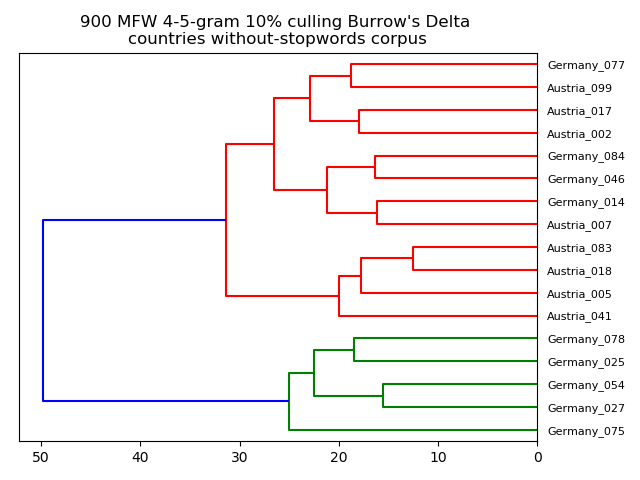 900 MFW 4-5-gram 10% culling Burrow's Delta
countries without-stopwords corpus
Germany_077
Austria_099
Austria_017
Austria_002
Germany_084
Germany_046
Germany_014
Austria_007
Austria_083
Austria_018
Austria_005
Austria_041
Germany_078
Germany_025
Germany_054
Germany_027
Germany_075
50 40 30 20 10 0